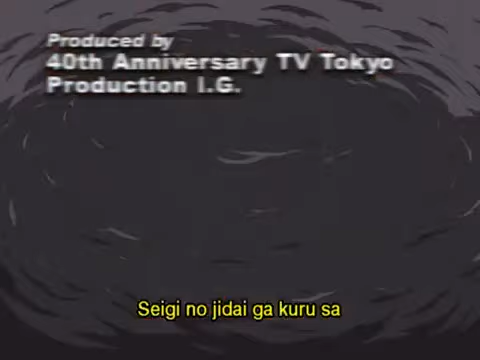 Produced by
40th Anniversary TV Tokyo
Production I.G.
Seigi no jidai ga kuru sa